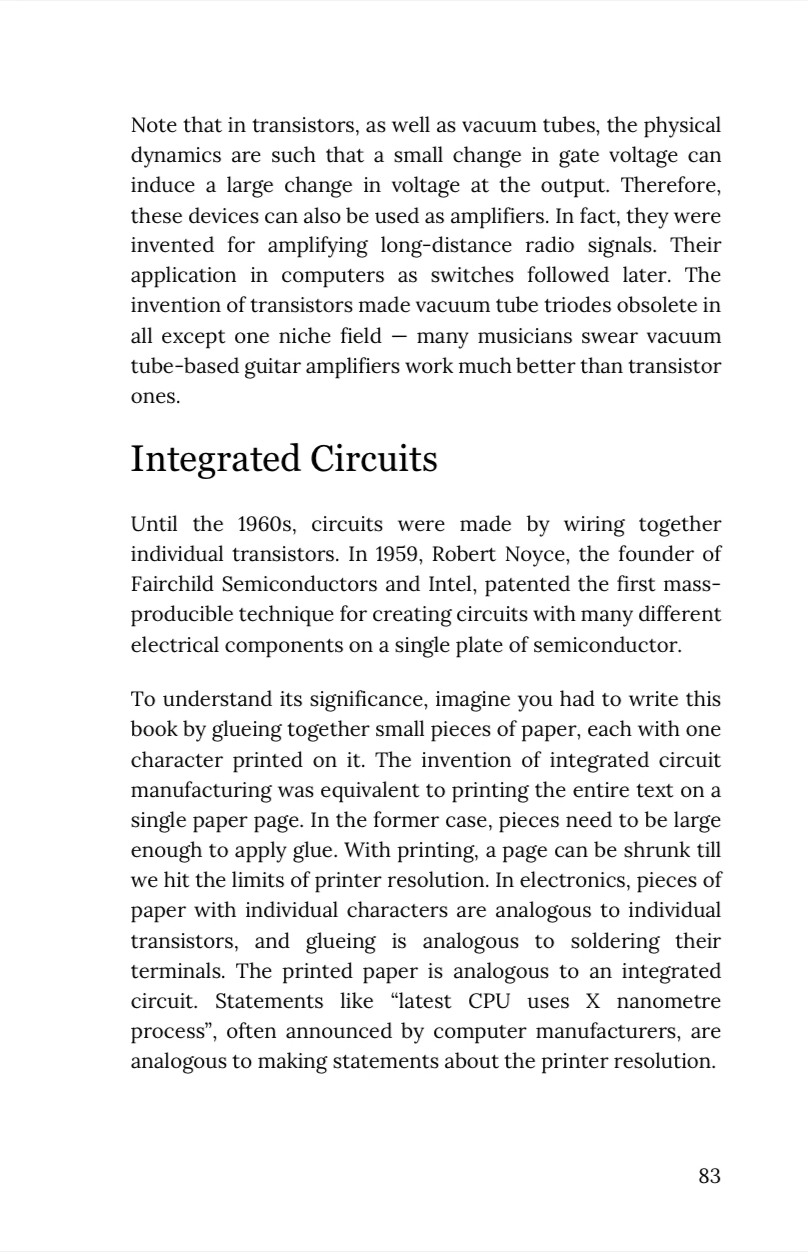 Note that in transistors, as well as vacuum tubes, the physical
dynamics are such that a small change in gate voltage can
induce a large change in voltage at the output. Therefore,
these devices can also be used as amplifiers. In fact, they were
invented for amplifying long-distance radio signals. Their
application in computers as switches followed later. The
invention of transistors made vacuum tube triodes obsolete in
all except one niche field — many musicians swear vacuum
tube-based guitar amplifiers work much better than transistor
ones.
Integrated Circuits
Until the 1960s, circuits were made by wiring together
individual transistors. In 1959, Robert Noyce, the founder of
Fairchild Semiconductors and Intel, patented the first mass-
producible technique for creating circuits with many different
electrical components on a single plate of semiconductor.
To understand its significance, imagine you had to write this
book by glueing together small pieces of paper, each with one
character printed on it. The invention of integrated circuit
manufacturing was equivalent to printing the entire text on a
single paper page. In the former case, pieces need to be large
enough to apply glue. With printing, a page can be shrunk till
we hit the limits of printer resolution. In electronics, pieces of
paper with individual characters are analogous to individual
transistors, and glueing is analogous to soldering their
terminals. The printed paper is analogous to an integrated
circuit. Statements like “latest CPU uses X nanometre
process”, often announced by computer manufacturers, are
analogous to making statements about the printer resolution.
83